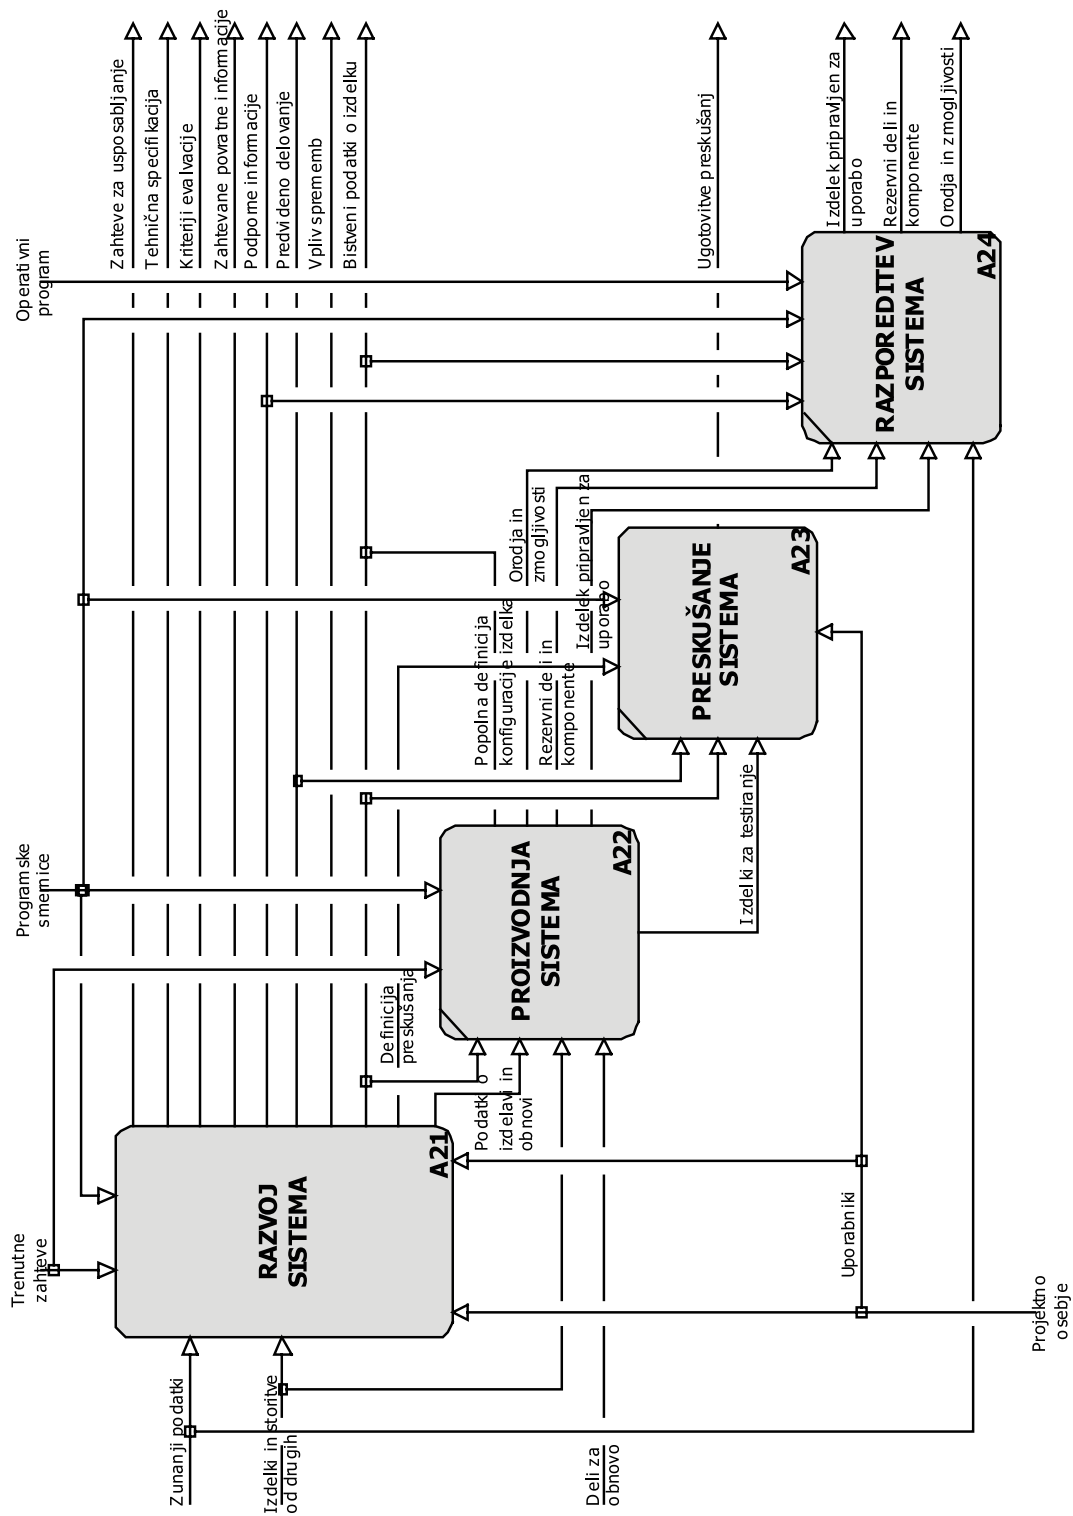 Zahteve za usposabljanje
Tehnična specifikacija
Kriteriji evalvacije
Zahtevane povratne informacije
Podporne informacije
Predvideno delovanje
Vpliv sprememb
Bistveni podatki o izdelku
Ugotovitve preskušanj
Izdelek pripravljen za
uporabo
Rezervni deli in
komponente
Orodja in zmogljivosti
Operativni
program
RAZPOREDITEV
SISTEMA
A24
Orodja in
zmogljivosti
Izdelek pripravljen za
uporabo
PRESKUŠANJE
SISTEMA
A23
Popolna definicija
konfiguracije izdelka
Rezervni deli in
komponente
Izdelki za testiranje
Programske
smernice
PROIZVODNJA
SISTEMA
A22
Definicija
preskušanja
Podatki o
izdelavi in
obnovi
RAZVOJ
SISTEMA
A21
Trenutne
zahteve
Uporabniki
Projektno
osebje
Zunanji podatki
Izdelki in storitve
od drugih
Deli za
obnovo